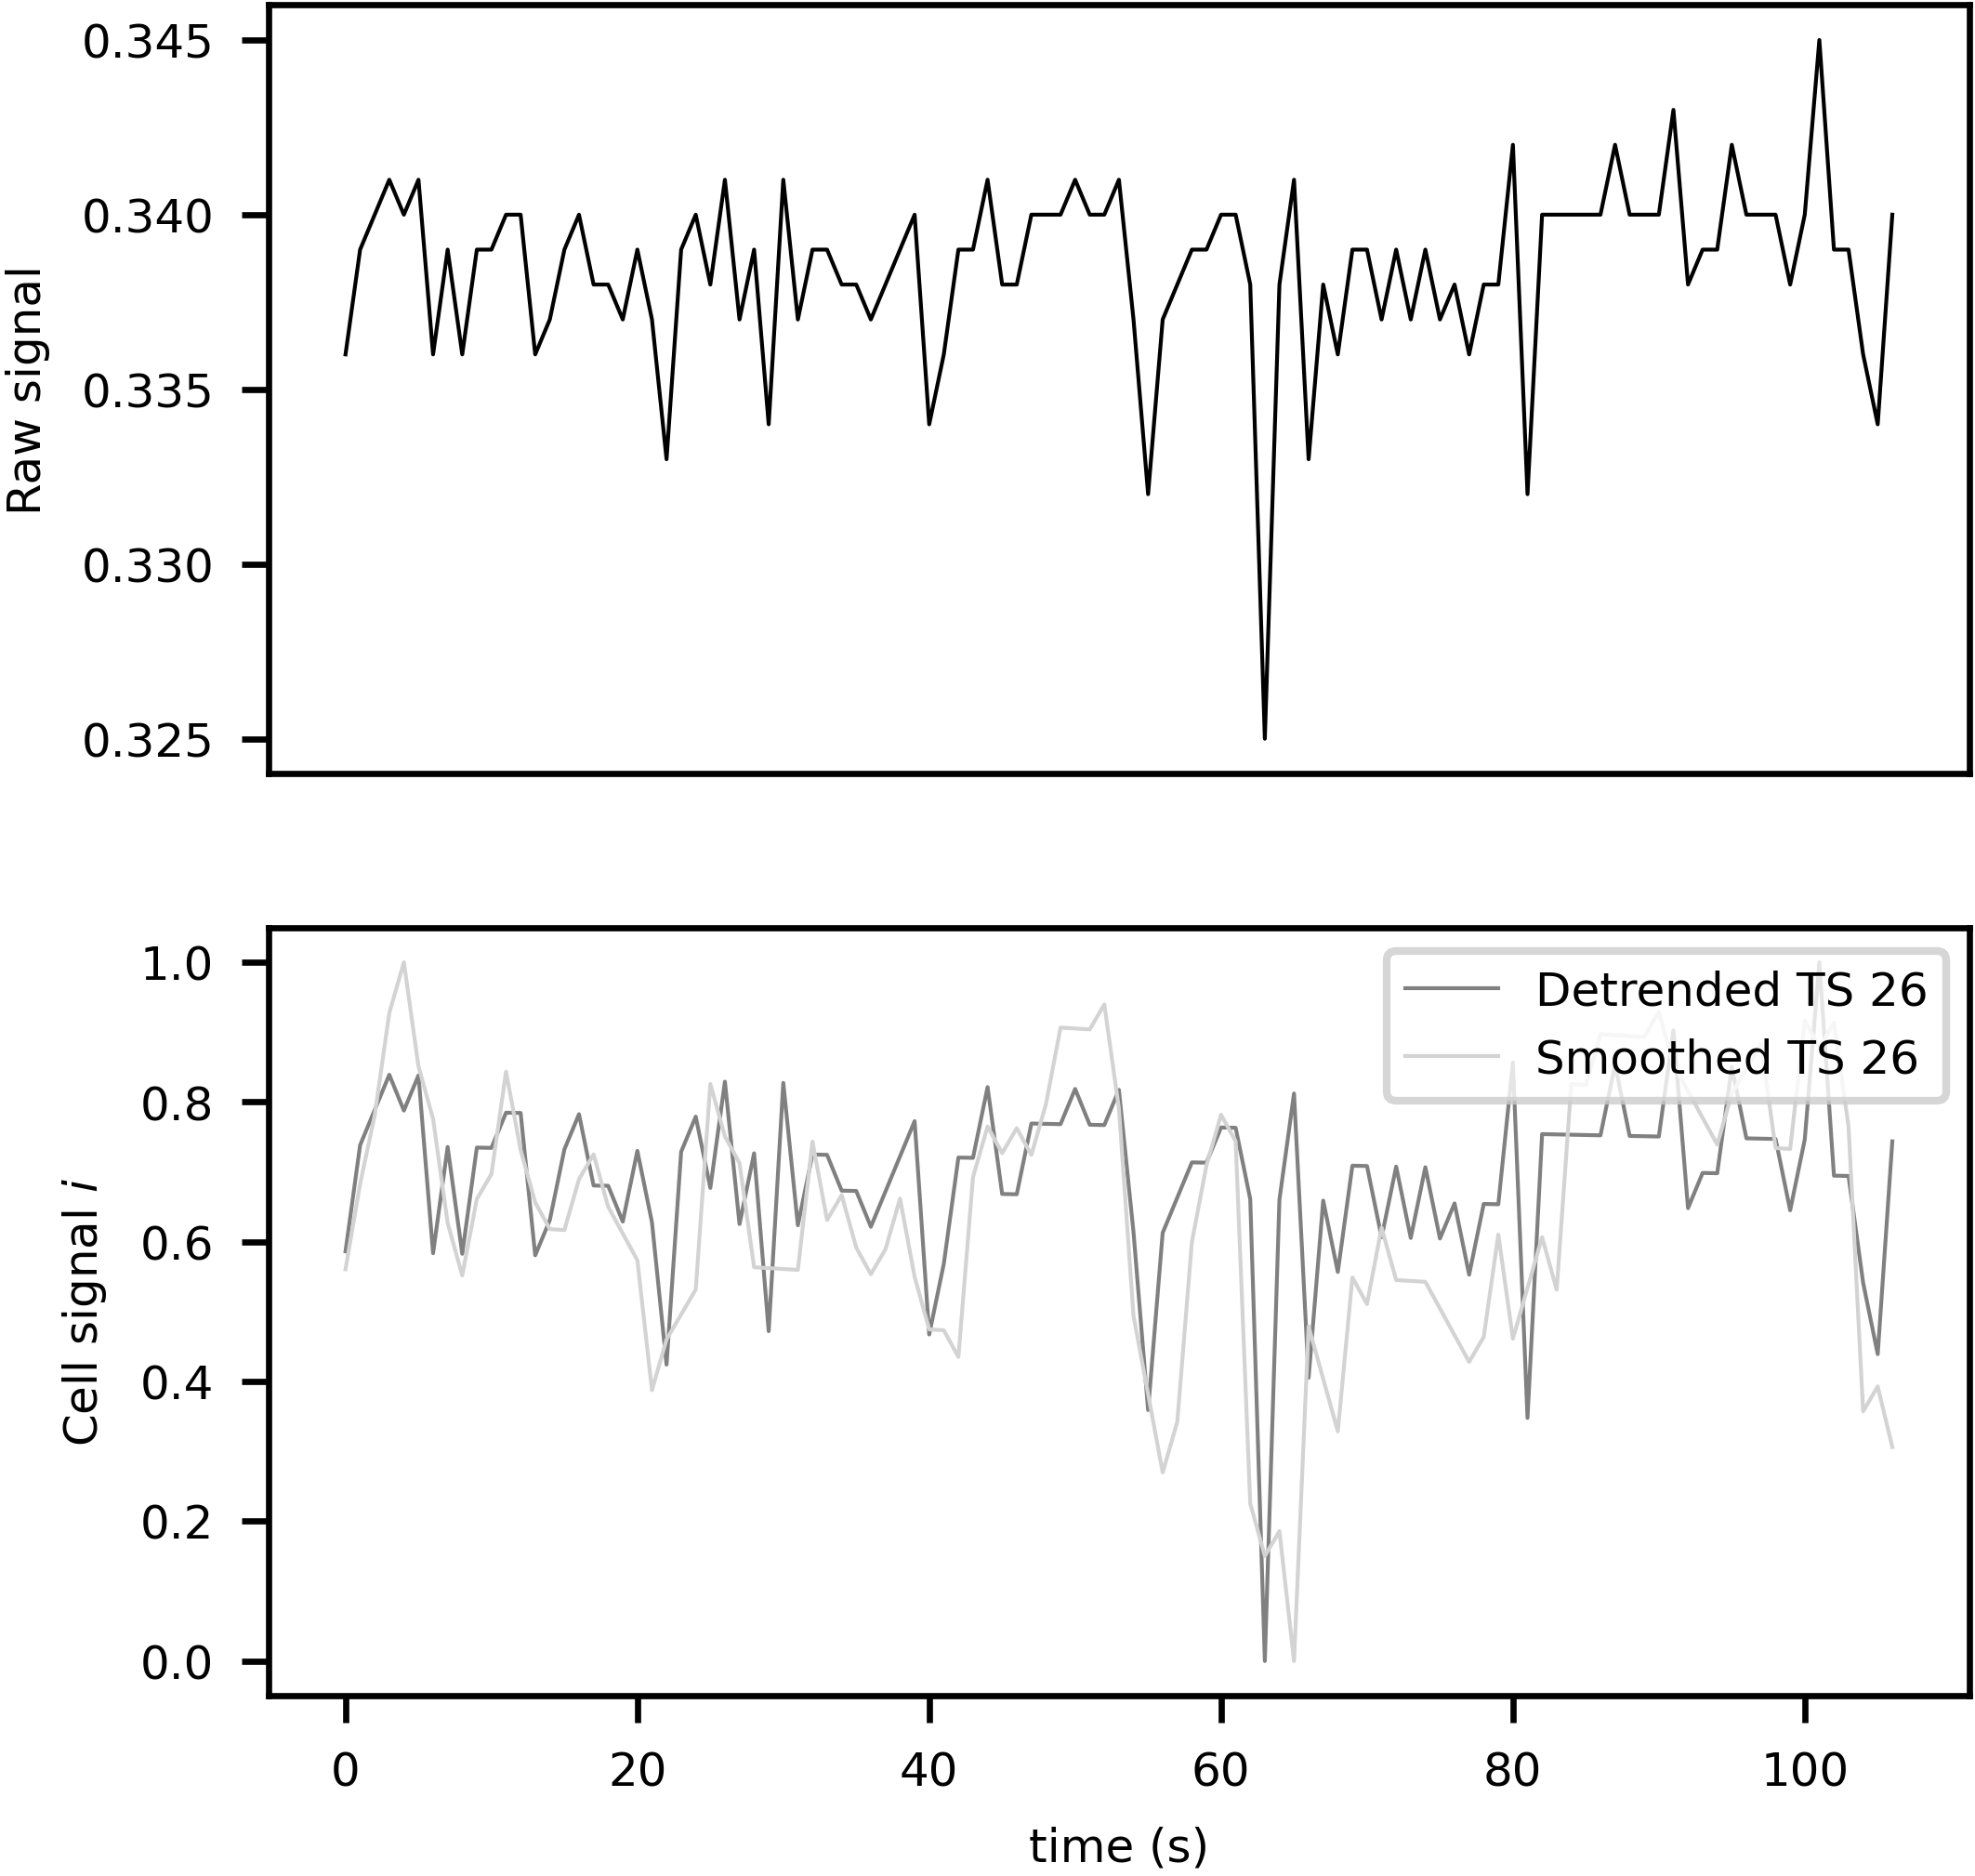 0.345
0.340
0.335
0.330
0.325
Raw signal
1.0
0.8
0.6
0.4
0.2
0.0
Cell signal i
Detrended TS 26
Smoothed TS 26
0 20 40 60 80 100
time (s)